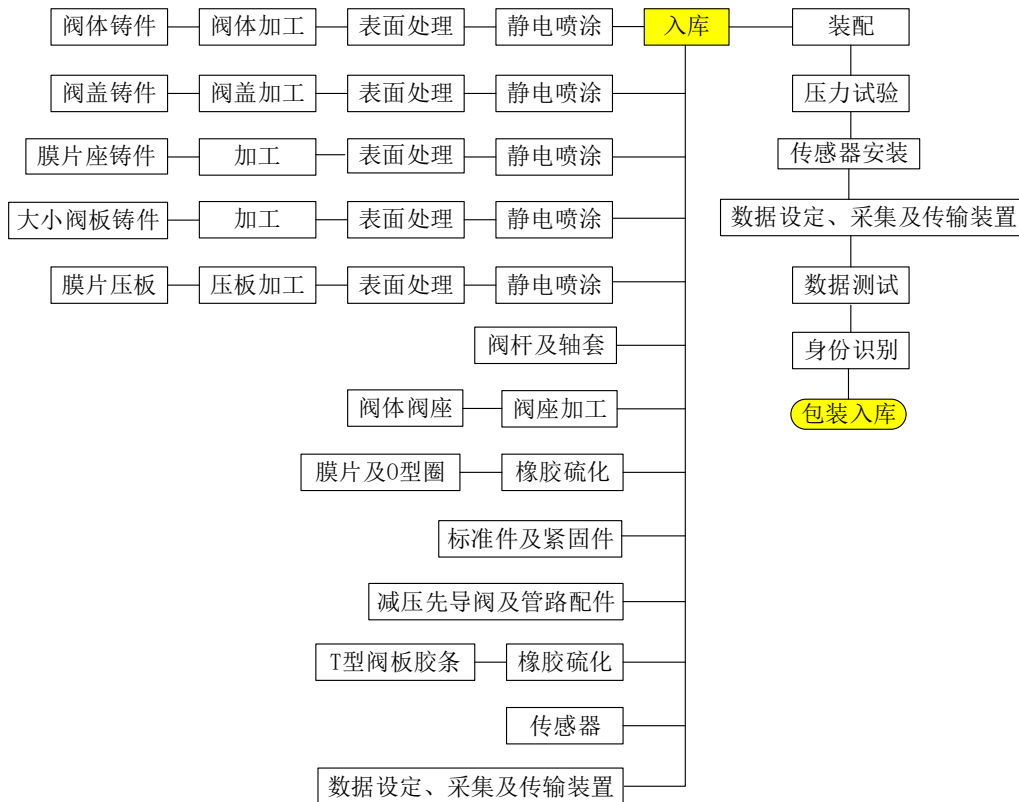 阀体铸件 阀体加工 表面处理 静电喷涂 入库 装配
阀盖铸件 阀盖加工 表面处理 静电喷涂 压力试验
膜片座铸件 加工 表面处理 静电喷涂 传感器安装
大小阀板铸件 加工 表面处理 静电喷涂 数据设定、采集及传输装置
膜片压板 压板加工 表面处理 静电喷涂 数据测试
阀杆及轴套 身份识别
阀体阀座 阀座加工 包装入库
膜片及O型圈 橡胶硫化
标准件及紧固件
减压先导阀及管路配件
T型阀板胶条 橡胶硫化
传感器
数据设定、采集及传输装置